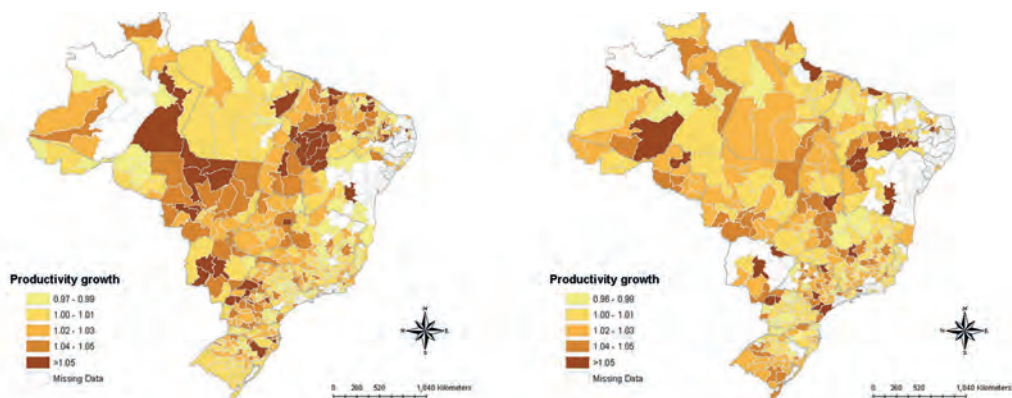 Productivity growth
0.97 - 0.99
1.00 - 1.01
1.02 - 1.03
1.04 - 1.05
>1.05
Missing Data
N
W E
S
0 260 520 1,040 Kilometers
Productivity growth
0.96 - 0.99
1.00 - 1.01
1.02 - 1.03
1.04 - 1.05
>1.05
Missing Data
N
W E
S
0 260 520 1,040 Kilometers